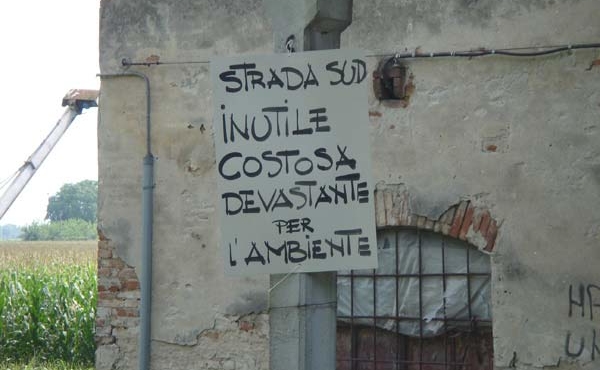 STRADA SUD
INUTILE
COSTOSA
DEVASTANTE
PER
L'AMBIENTE